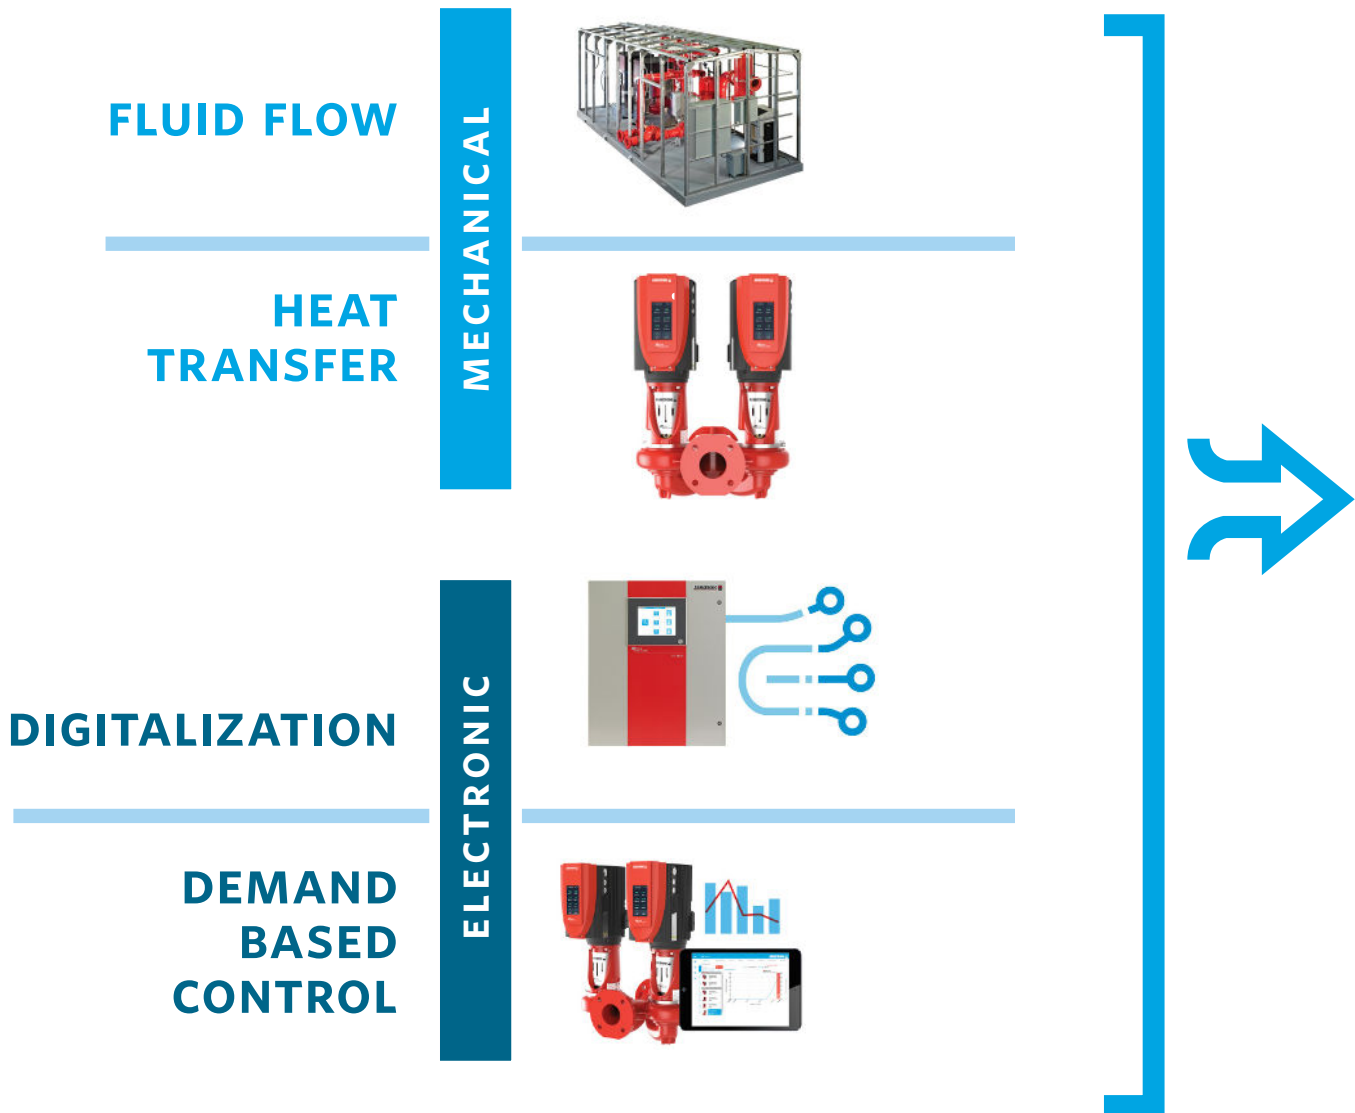 FLUID FLOW
MECHANICAL
HEAT
TRANSFER
DIGITALIZATION
ELECTRONIC
DEMAND
BASED
CONTROL